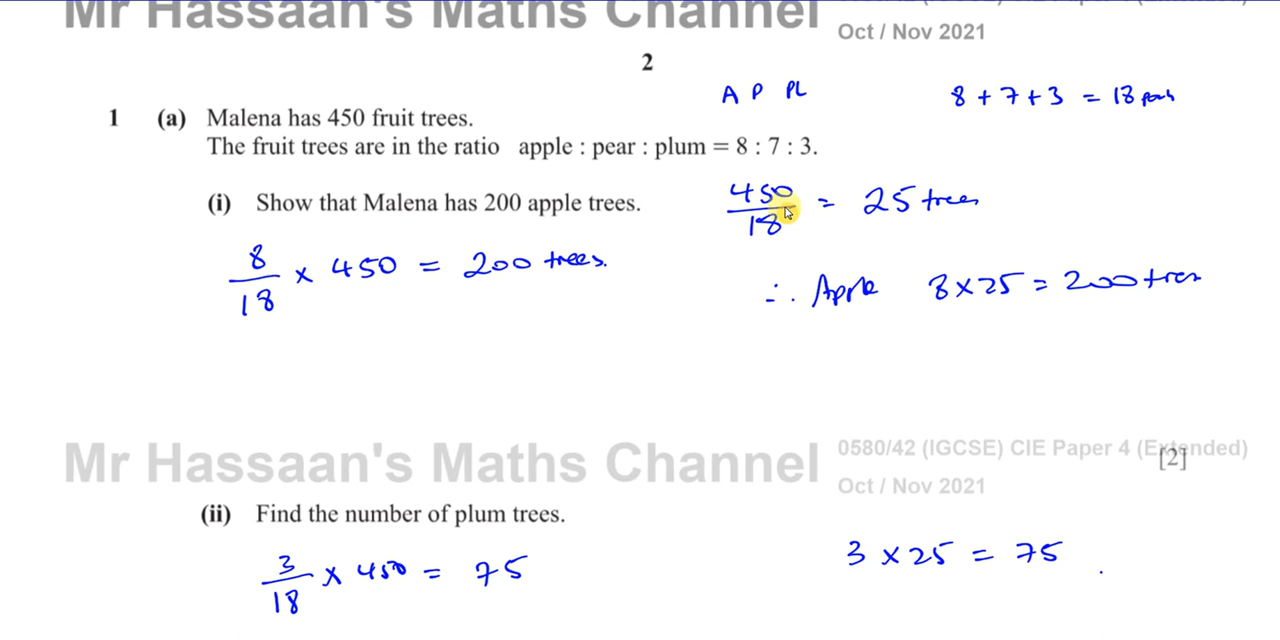 Mr Hassaan's Maths Channel
Oct / Nov 2021
2
A P PL
8 + 7 + 3 = 18 parts
1 (a) Malena has 450 fruit trees.
The fruit trees are in the ratio apple : pear : plum = 8 : 7 : 3.
(i) Show that Malena has 200 apple trees.
450/18 = 25 trees
8/18 × 450 = 200 trees.
∴ Apple 8 × 25 = 200 trees
Mr Hassaan's Maths Channel
0580/42 (IGCSE) CIE Paper 4 (Extended)
[2]
Oct / Nov 2021
(ii) Find the number of plum trees.
3/18 × 450 = 75
3 × 25 = 75